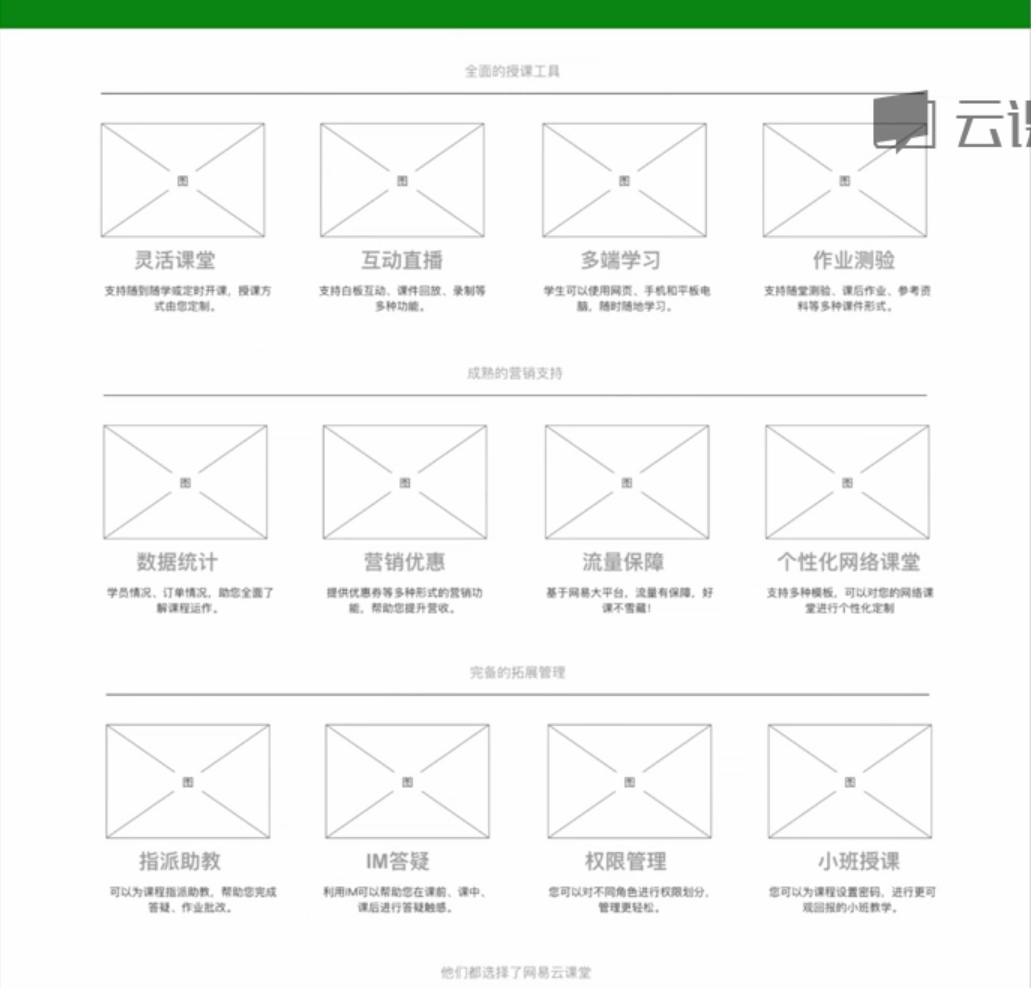 全面的授课工具
云课
图 图 图 图
灵活课堂 互动直播 多端学习 作业测验
支持随到随学或定时开课，授课方 支持白板互动、课件回放、录制等 学生可以使用网页、手机和平板电 支持随堂测验、课后作业、参考资
式由您定制。 多种功能。 脑，随时随地学习。 料等多种课件形式。
成熟的营销支持
图 图 图 图
数据统计 营销优惠 流量保障 个性化网络课堂
学员情况、订单情况，助您全面了 提供优惠券等多种形式的营销功 基于网易大平台，流量有保障，好 支持多种模板，可以对您的网络课
解课程运作。 能，帮助您提升营收。 课不雪藏！ 堂进行个性化定制
完备的拓展管理
图 图 图 图
指派助教 IM答疑 权限管理 小班授课
可以为课程指派助教，帮助您完成 利用IM可以帮助您在课前、课中、 您可以对不同角色进行权限划分， 您可以为课程设置密码，进行更可
答疑、作业批改。 课后进行答疑触感。 管理更轻松。 观回报的小班教学。
他们都选择了网易云课堂